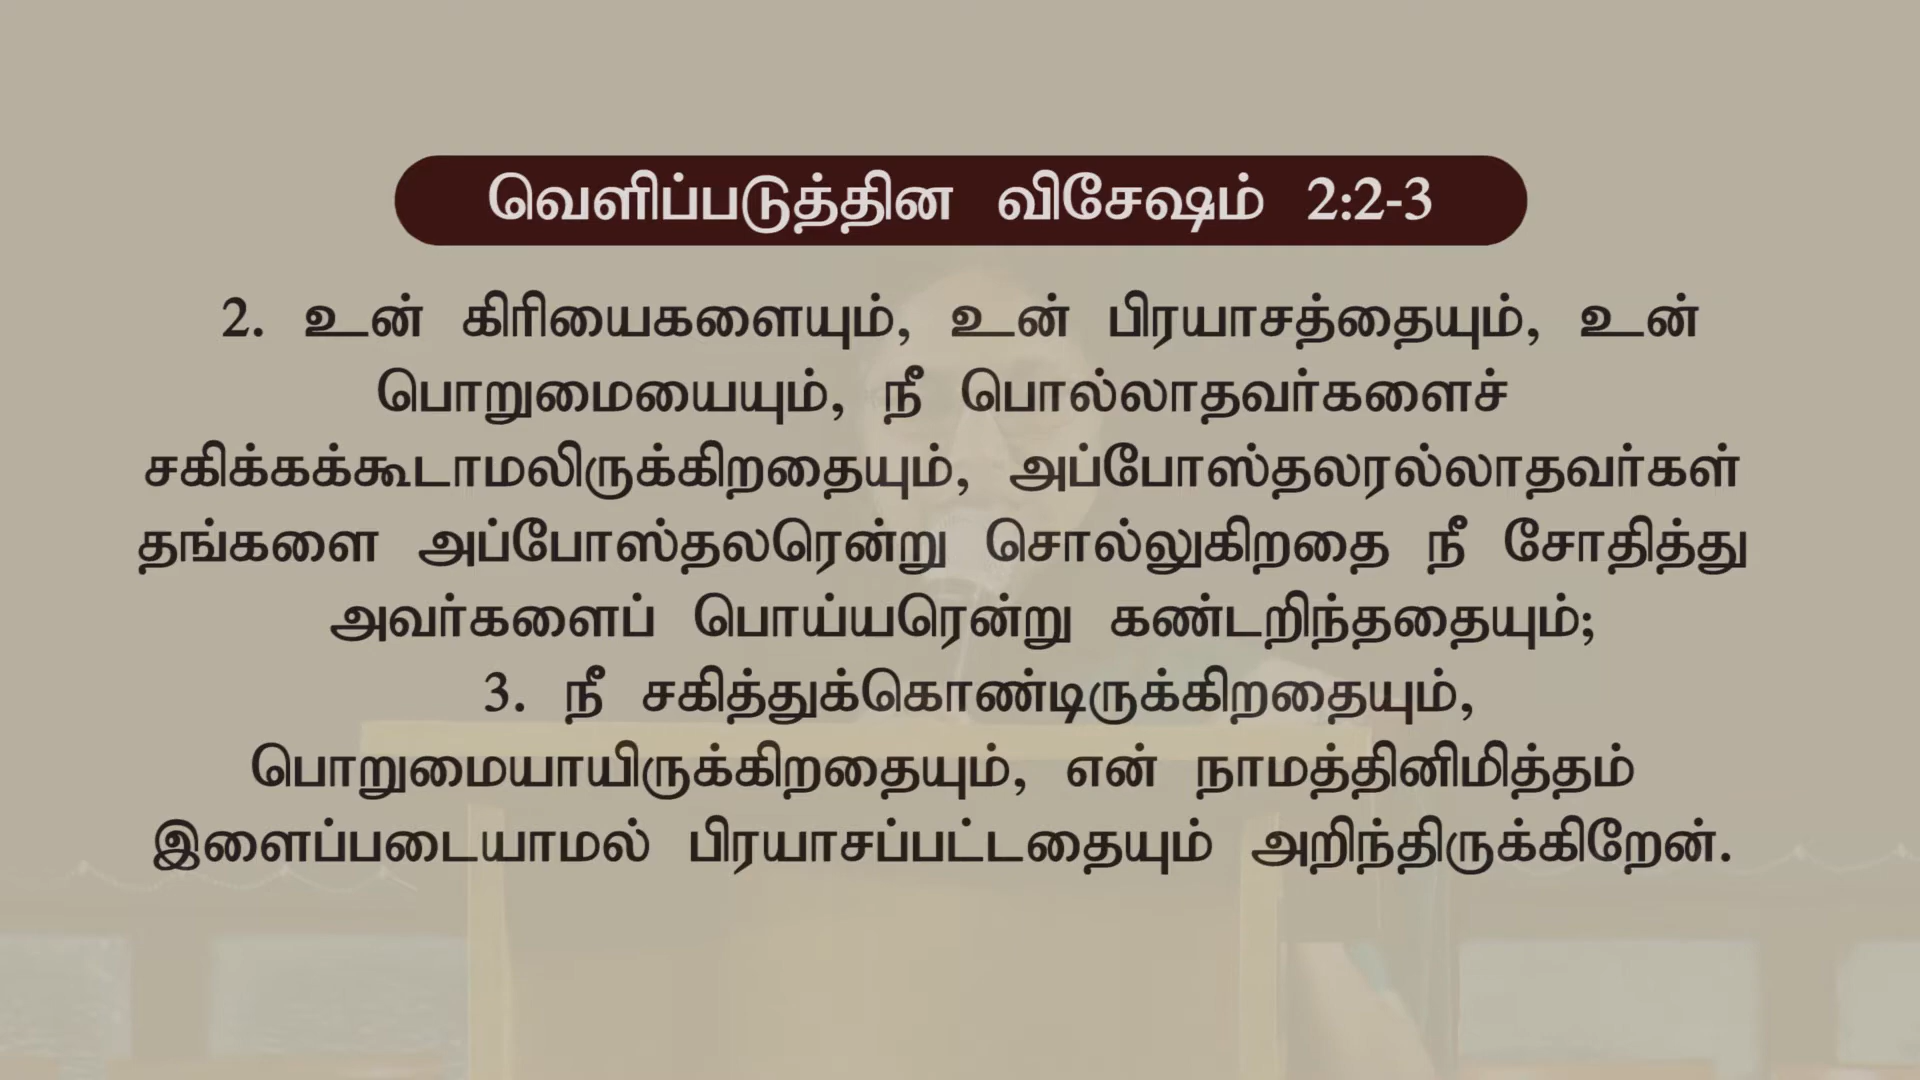 வெளிப்படுத்தின விசேஷம் 2:2-3
2. உன் கிரியைகளையும், உன் பிரயாசத்தையும், உன்
பொறுமையையும், நீ பொல்லாதவர்களைச்
சகிக்கக்கூடாமலிருக்கிறதையும், அப்போஸ்தலரல்லாதவர்கள்
தங்களை அப்போஸ்தலரென்று சொல்லுகிறதை நீ சோதித்து
அவர்களைப் பொய்யரென்று கண்டறிந்ததையும்;
3. நீ சகித்துக்கொண்டிருக்கிறதையும்,
பொறுமையாயிருக்கிறதையும், என் நாமத்தினிமித்தம்
இளைப்படையாமல் பிரயாசப்பட்டதையும் அறிந்திருக்கிறேன்.